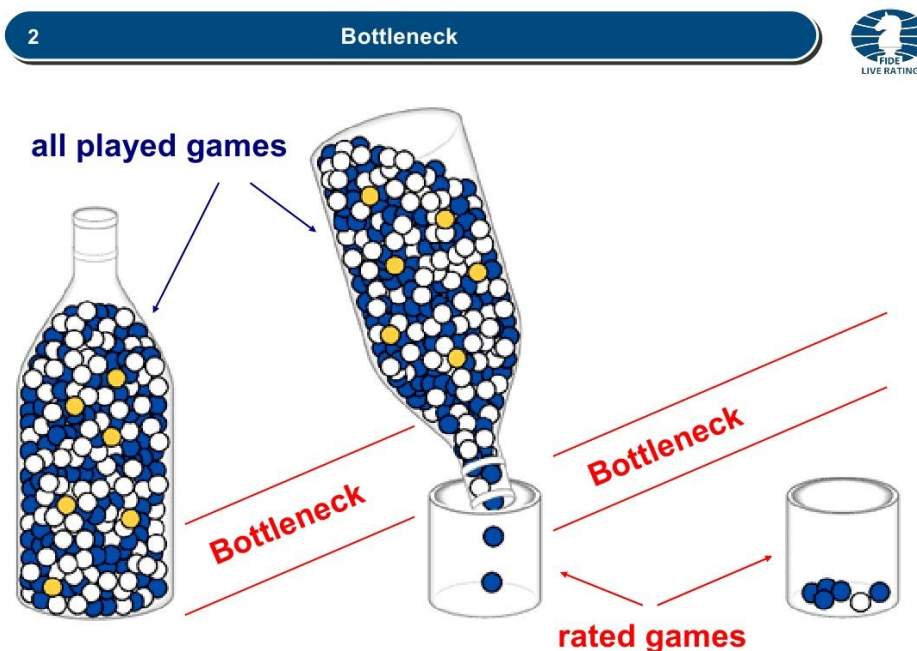 2
Bottleneck
FIDE
LIVE RATING
all played games
Bottleneck
Bottleneck
rated games